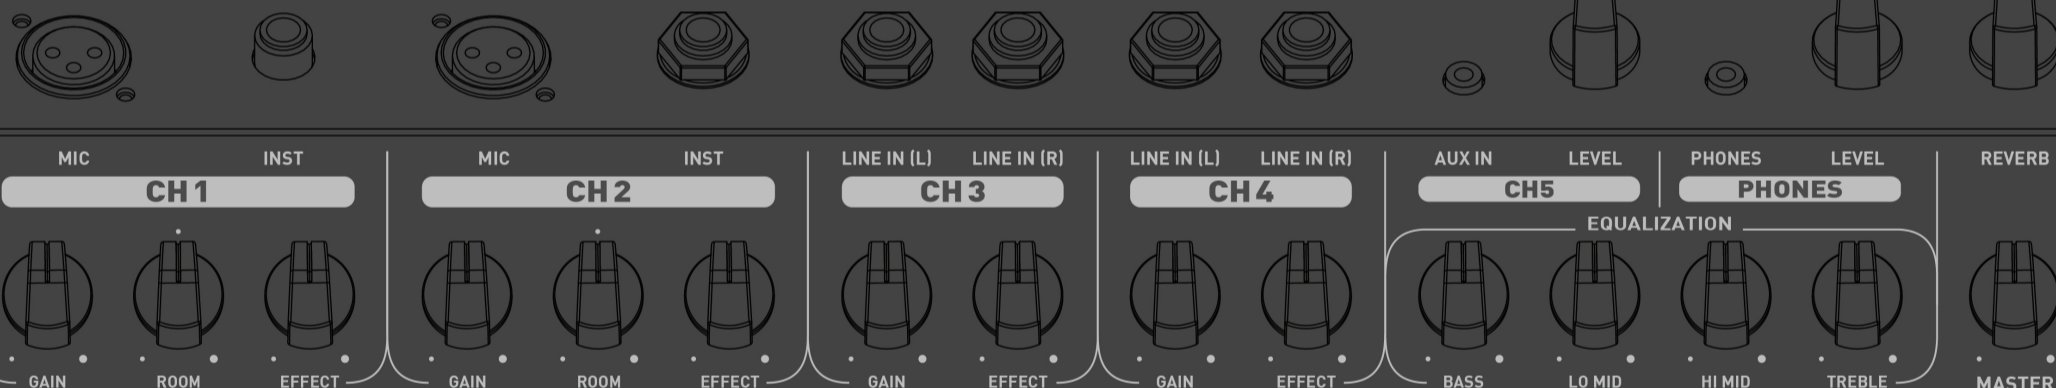 MIC INST MIC INST LINE IN (L) LINE IN (R) LINE IN (L) LINE IN (R) AUX IN LEVEL PHONES LEVEL REVERB
CH 1 CH 2 CH 3 CH 4 CH5 PHONES
EQUALIZATION
GAIN ROOM EFFECT GAIN ROOM EFFECT GAIN EFFECT GAIN EFFECT BASS LO MID HI MID TREBLE MASTER